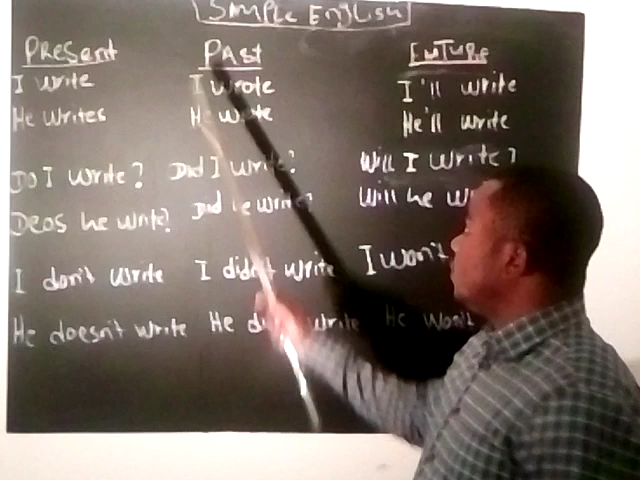 SIMPLE ENGLISH
PRESENT PAST FUTURE
I write I wrote I'll write
He writes He wrote He'll write
Do I write? Did I write? Will I write?
Deos he write? Did he write? Will he
I don't write I didn't write I won't
He doesn't write He write He won't